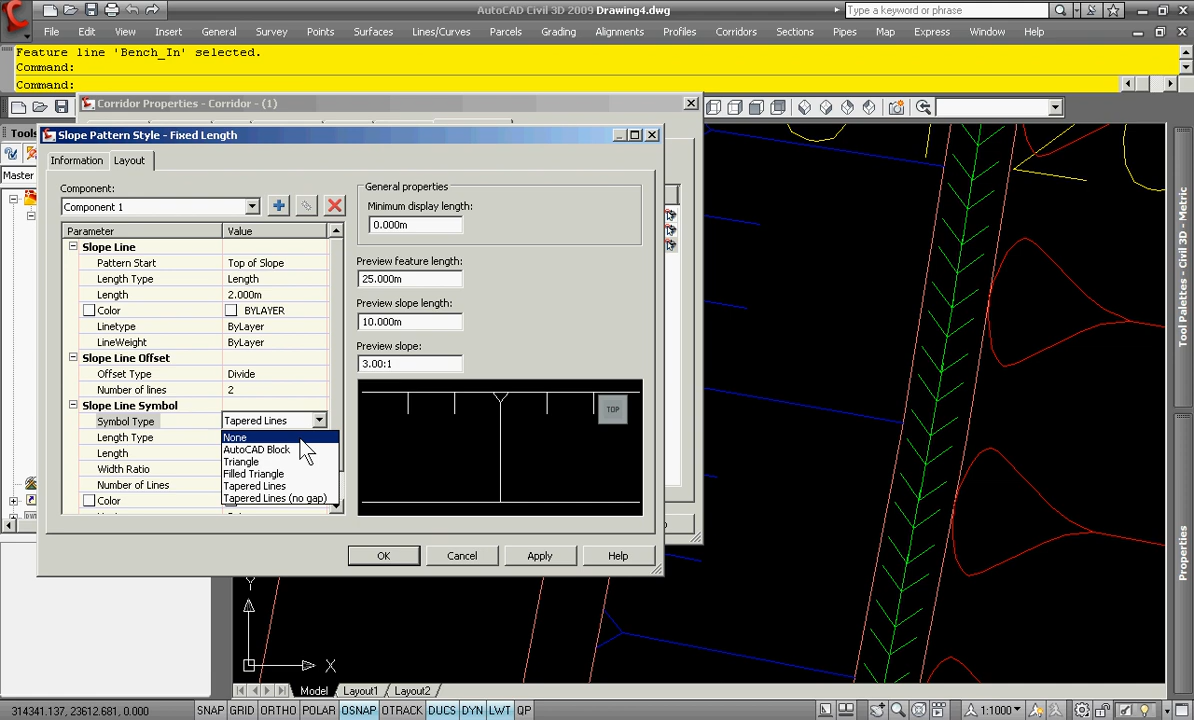 AutoCAD Civil 3D 2009 Drawing4.dwg
Type a keyword or phrase
File Edit View Insert General Survey Points Surfaces Lines/Curves Parcels Grading Alignments Profiles Map Corridors Sections Pipes Map Express Window Help
Feature line 'Bench_In' selected.
Command:
Command:
Corridor Properties - Corridor - (1)
Tools
Slope Pattern Style - Fixed Length
Information Layout
Master
Component:
Component 1
General properties
Minimum display length:
0.000m
Parameter Value
Slope Line
Pattern Start Top of Slope
Length Type Length
Length 2.000m
Color BYLAYER
Linetype ByLayer
LineWeight ByLayer
Slope Line Offset
Offset Type Divide
Number of lines 2
Slope Line Symbol
Symbol Type Tapered Lines
Length Type
Length
Width Ratio
Number of Lines
Color
None
AutoCAD Block
Triangle
Filled Triangle
Tapered Lines
Tapered Lines (no gap)
Preview feature length:
25.000m
Preview slope length:
10.000m
Preview slope:
3.00:1
TOP
OK Cancel Apply Help
Tool Palettes - Civil 3D - Metric
Properties
Y
X
Model Layout1 Layout2
314341.137, 23612.681, 0.000 SNAP GRID ORTHO POLAR OSNAP OTRACK DUCS DYN LWT QP 1:1000